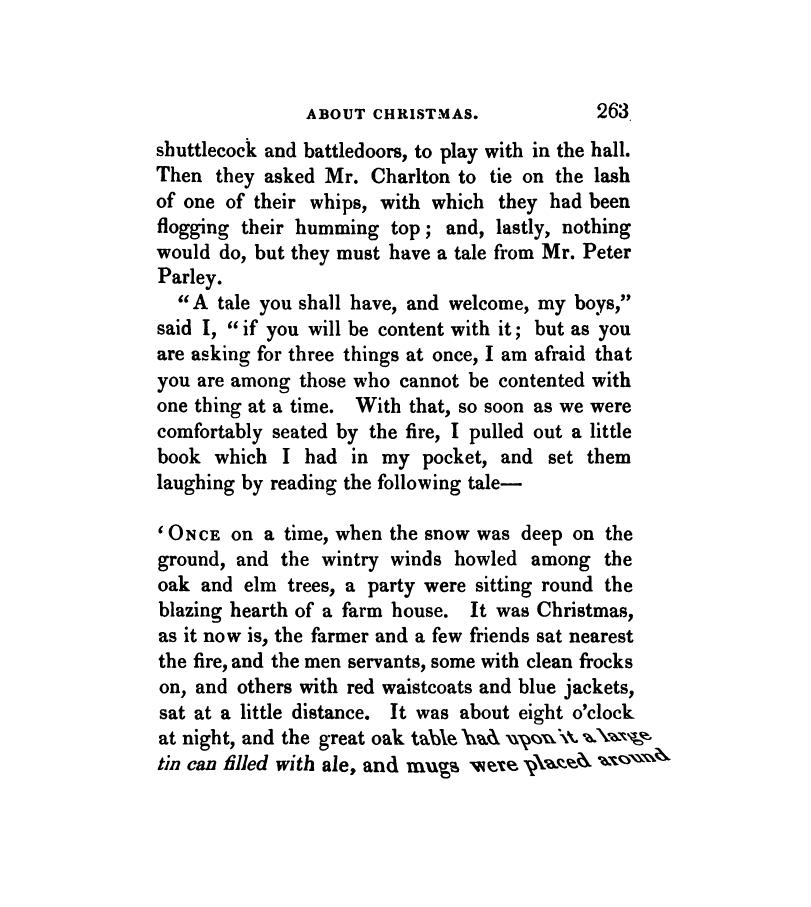 ABOUT CHRISTMAS. 263
shuttlecock and battledoors, to play with in the hall.
Then they asked Mr. Charlton to tie on the lash
of one of their whips, with which they had been
flogging their humming top; and, lastly, nothing
would do, but they must have a tale from Mr. Peter
Parley.
“A tale you shall have, and welcome, my boys,”
said I, “if you will be content with it; but as you
are asking for three things at once, I am afraid that
you are among those who cannot be contented with
one thing at a time. With that, so soon as we were
comfortably seated by the fire, I pulled out a little
book which I had in my pocket, and set them
laughing by reading the following tale—
‘ONCE on a time, when the snow was deep on the
ground, and the wintry winds howled among the
oak and elm trees, a party were sitting round the
blazing hearth of a farm house. It was Christmas,
as it now is, the farmer and a few friends sat nearest
the fire, and the men servants, some with clean frocks
on, and others with red waistcoats and blue jackets,
sat at a little distance. It was about eight o’clock
at night, and the great oak table had upon it a large
tin can filled with ale, and mugs were placed around